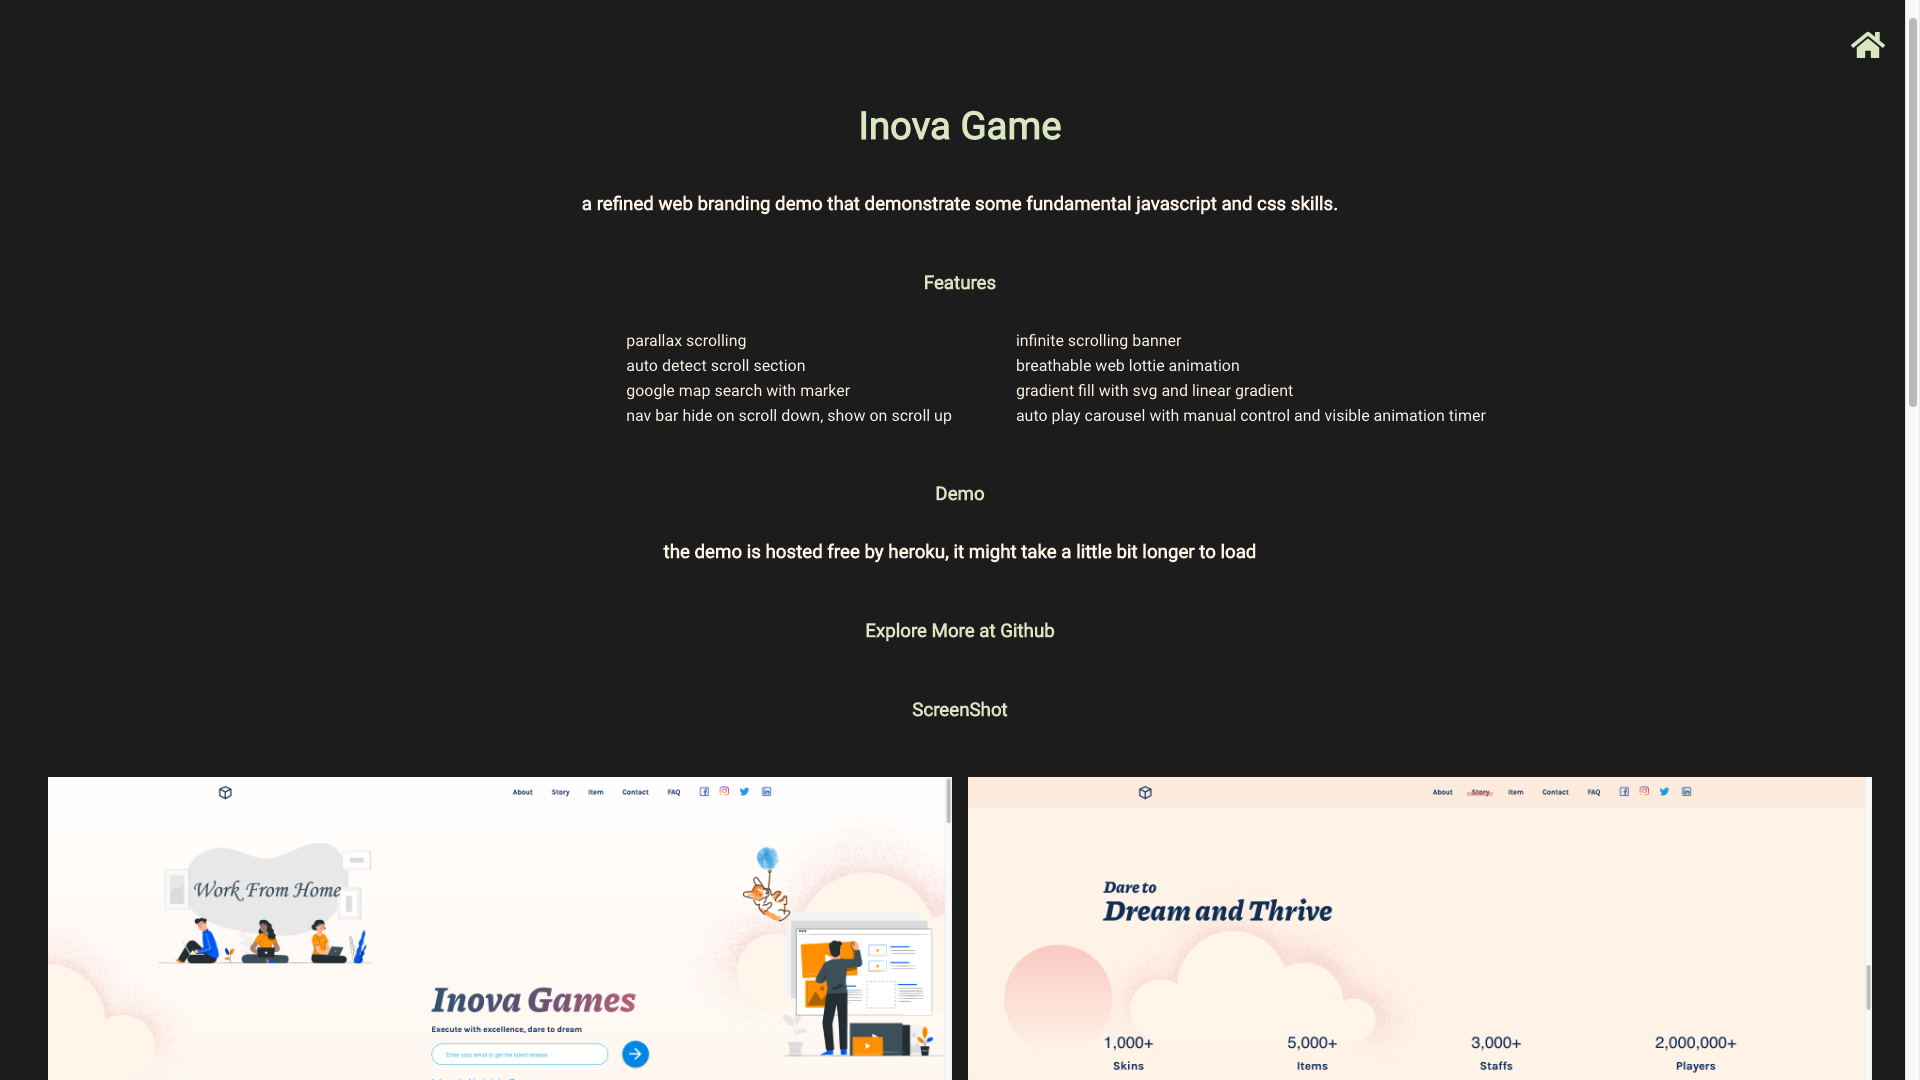 Inova Game
a refined web branding demo that demonstrate some fundamental javascript and css skills.
Features
parallax scrolling
auto detect scroll section
google map search with marker
nav bar hide on scroll down, show on scroll up
infinite scrolling banner
breathable web lottie animation
gradient fill with svg and linear gradient
auto play carousel with manual control and visible animation timer
Demo
the demo is hosted free by heroku, it might take a little bit longer to load
Explore More at Github
ScreenShot
About Story Item Contact FAQ
Work From Home
Inova Games
Execute with excellence, dare to dream
Enter your email to get the latest release
About Story Item Contact FAQ
Dare to
Dream and Thrive
1,000+ 5,000+ 3,000+ 2,000,000+
Skins Items Staffs Players